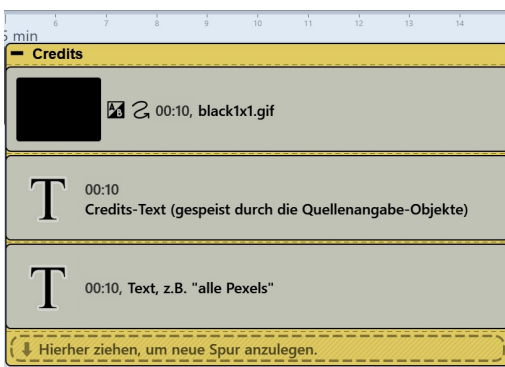 6 7 8 9 10 11 12 13 14
5 min
Credits
A B 00:10, black1x1.gif
T 00:10
Credits-Text (gespeist durch die Quellenangabe-Objekte)
T 00:10, Text, z.B. "alle Pexels"
Hierher ziehen, um neue Spur anzulegen.